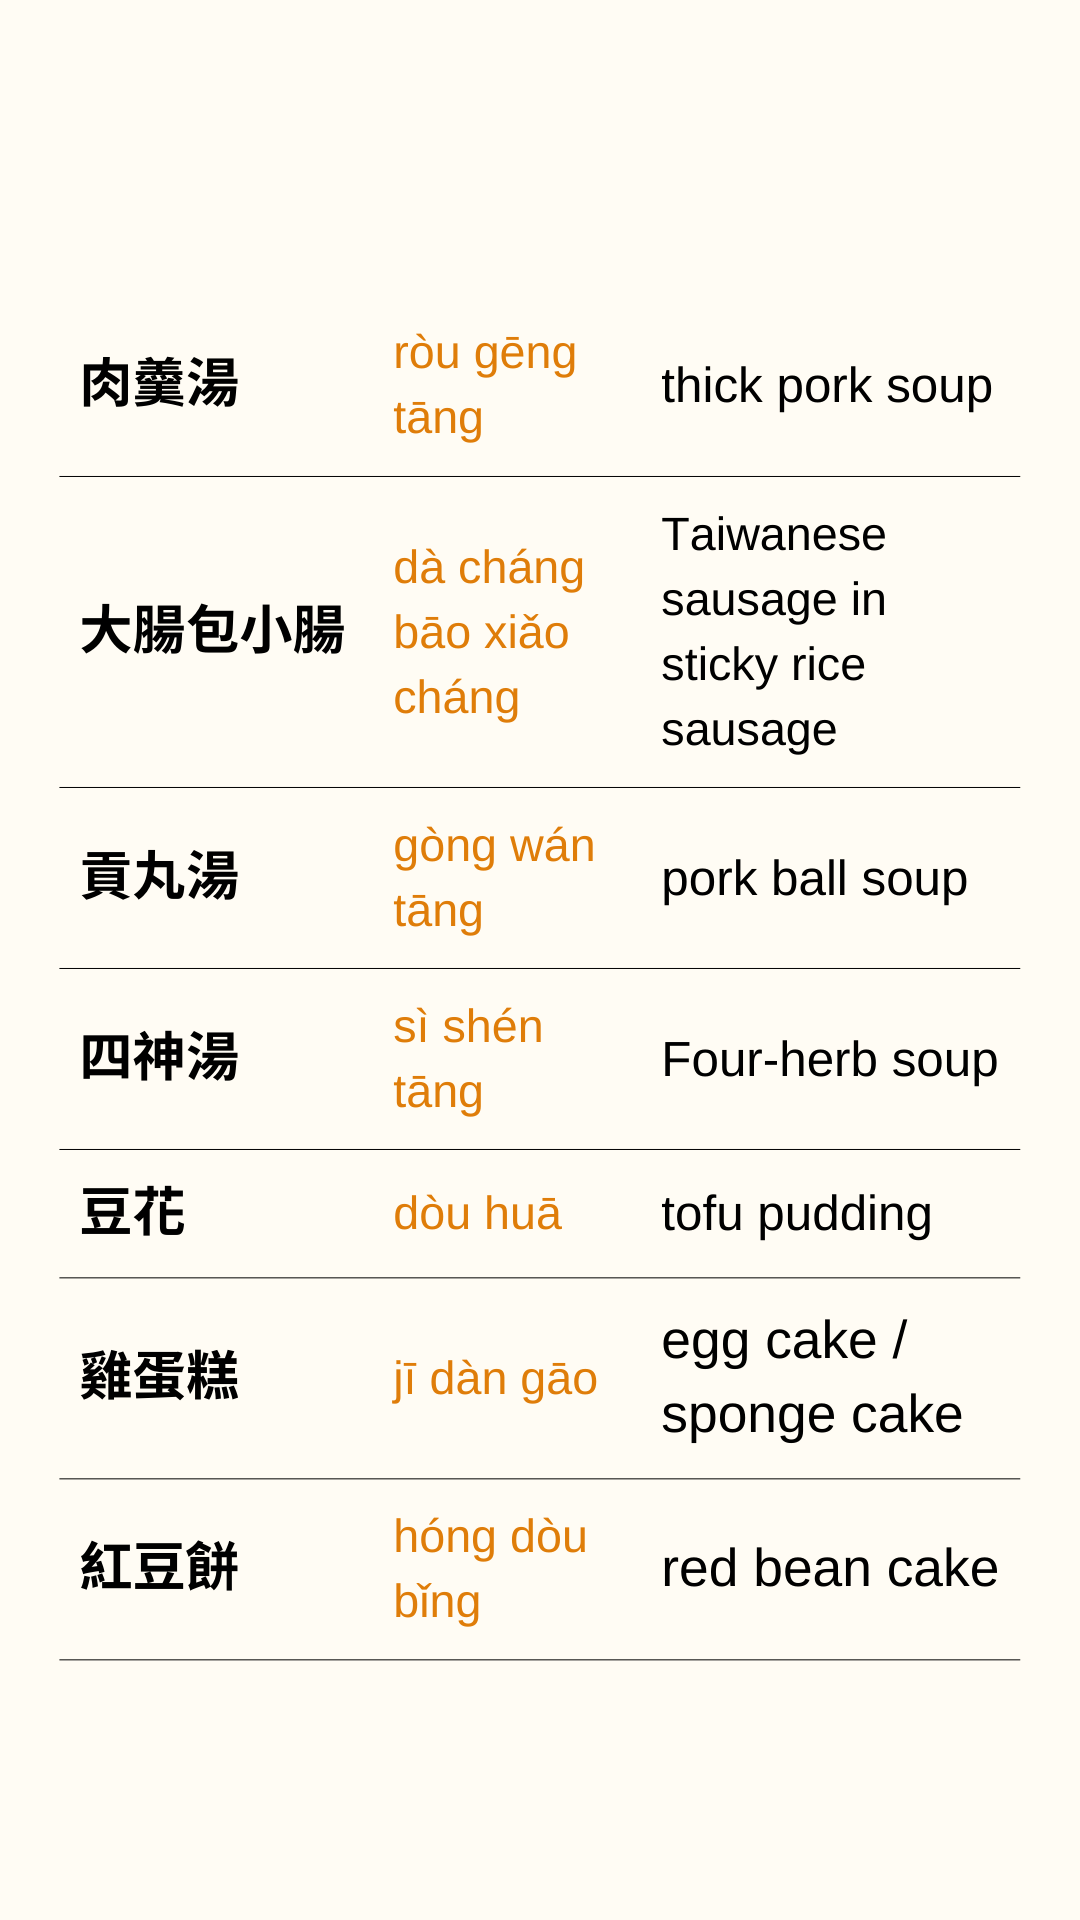 肉羹湯
ròu gēng
tāng
thick pork soup
大腸包小腸
dà cháng
bāo xiǎo
cháng
Taiwanese
sausage in
sticky rice
sausage
貢丸湯
gòng wán
tāng
pork ball soup
四神湯
sì shén
tāng
Four-herb soup
豆花
dòu huā
tofu pudding
雞蛋糕
jī dàn gāo
egg cake /
sponge cake
紅豆餅
hóng dòu
bǐng
red bean cake